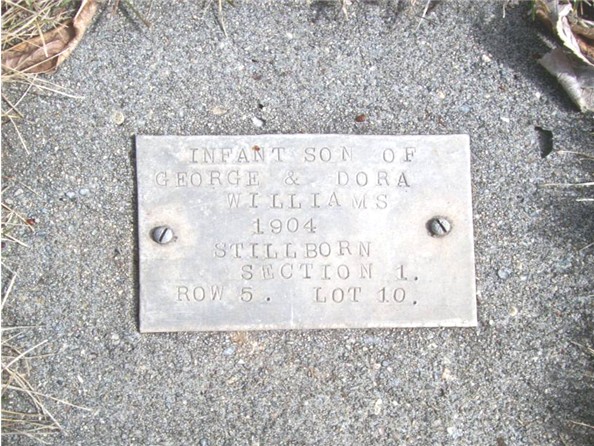 INFANT SON OF
GEORGE & DORA
WILLIAMS
1904
STILLBORN
SECTION 1.
ROW 5. LOT 10.